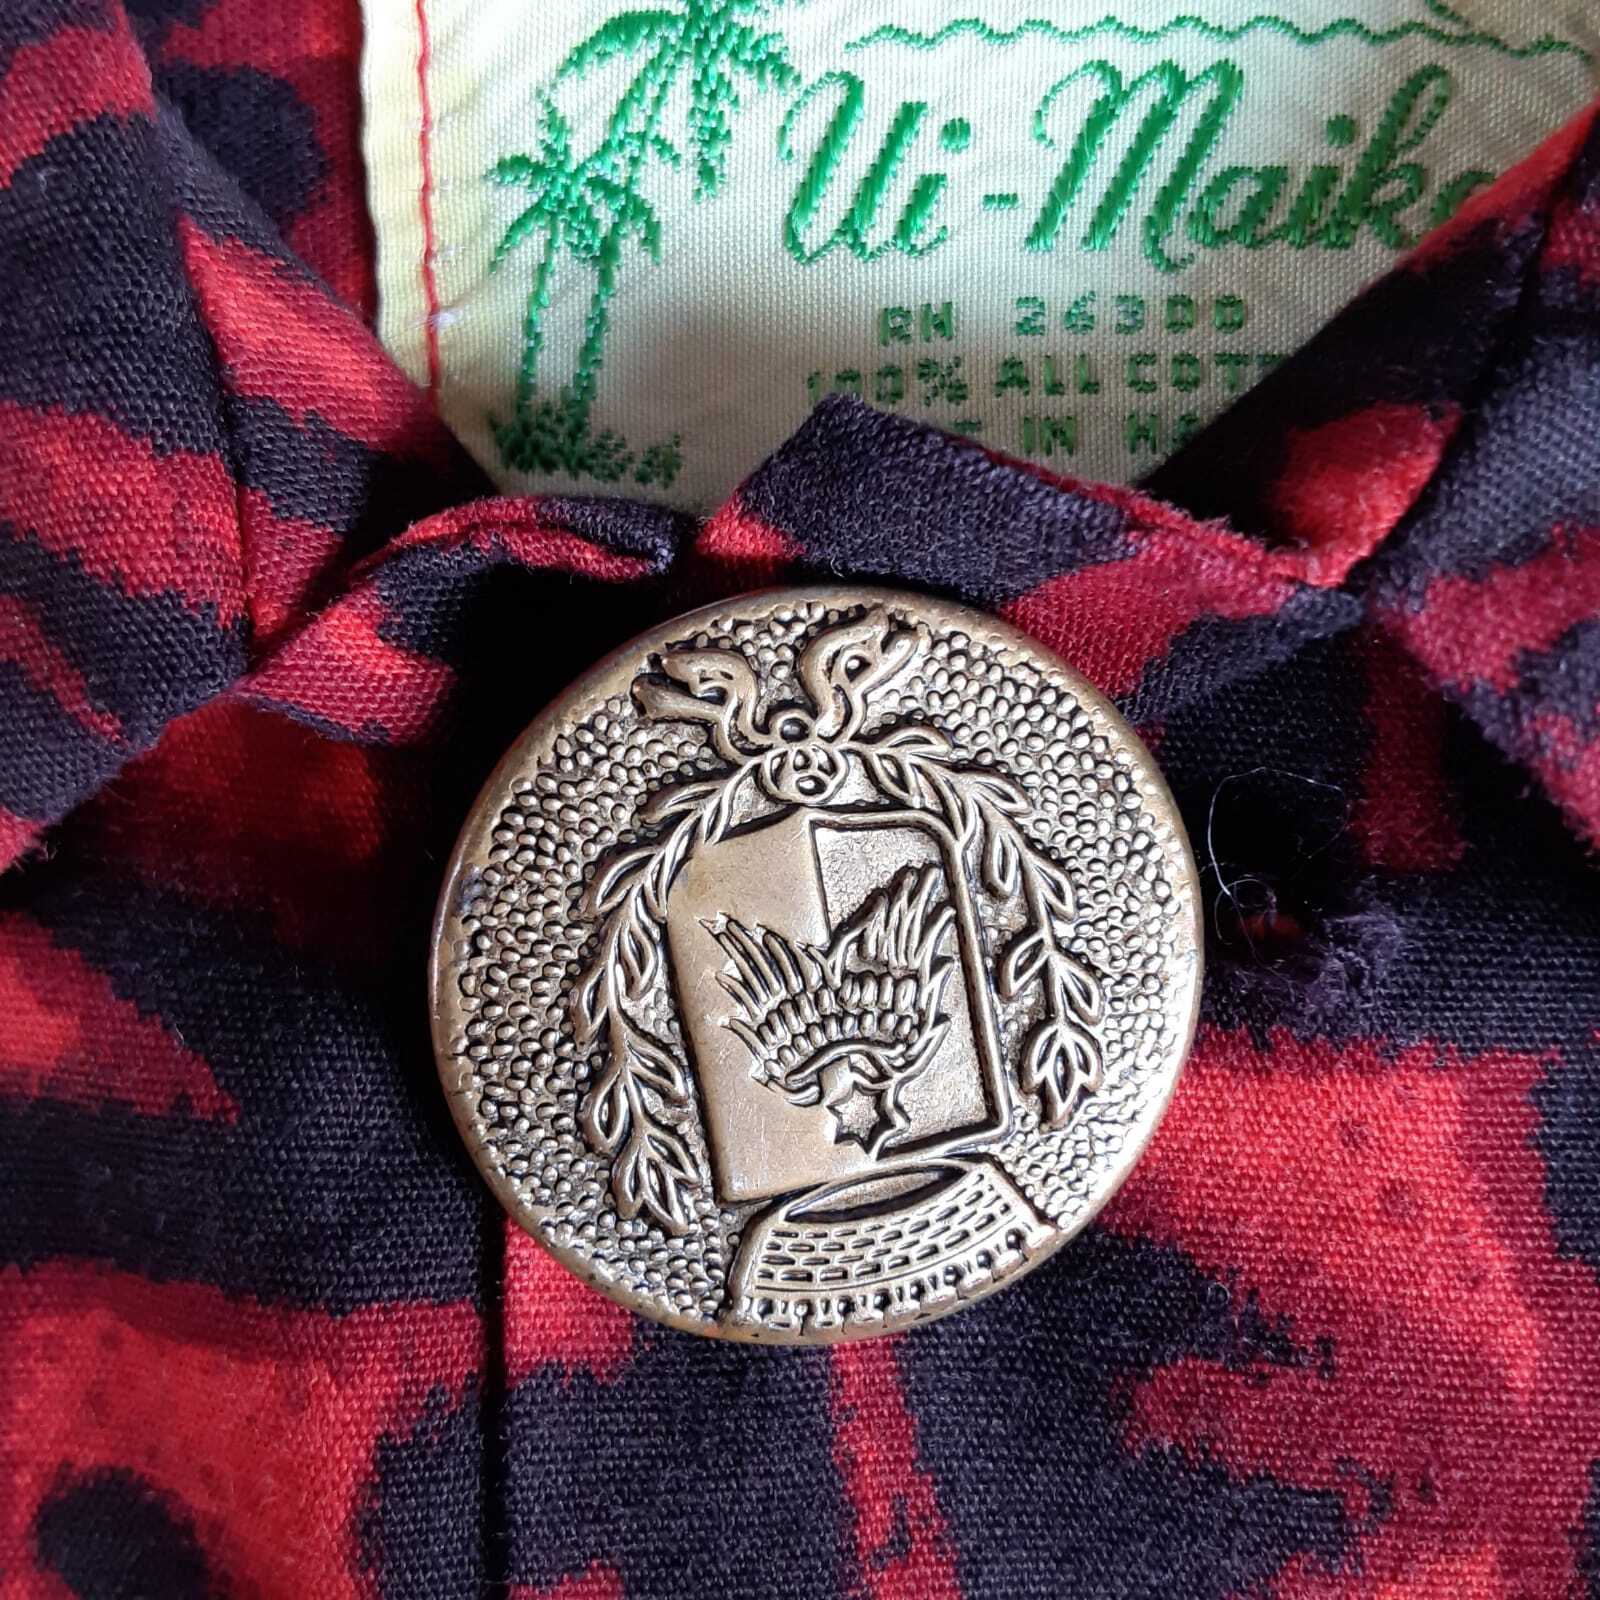 Ui-Maik
RN 26300
100% ALL COTT
IN HA